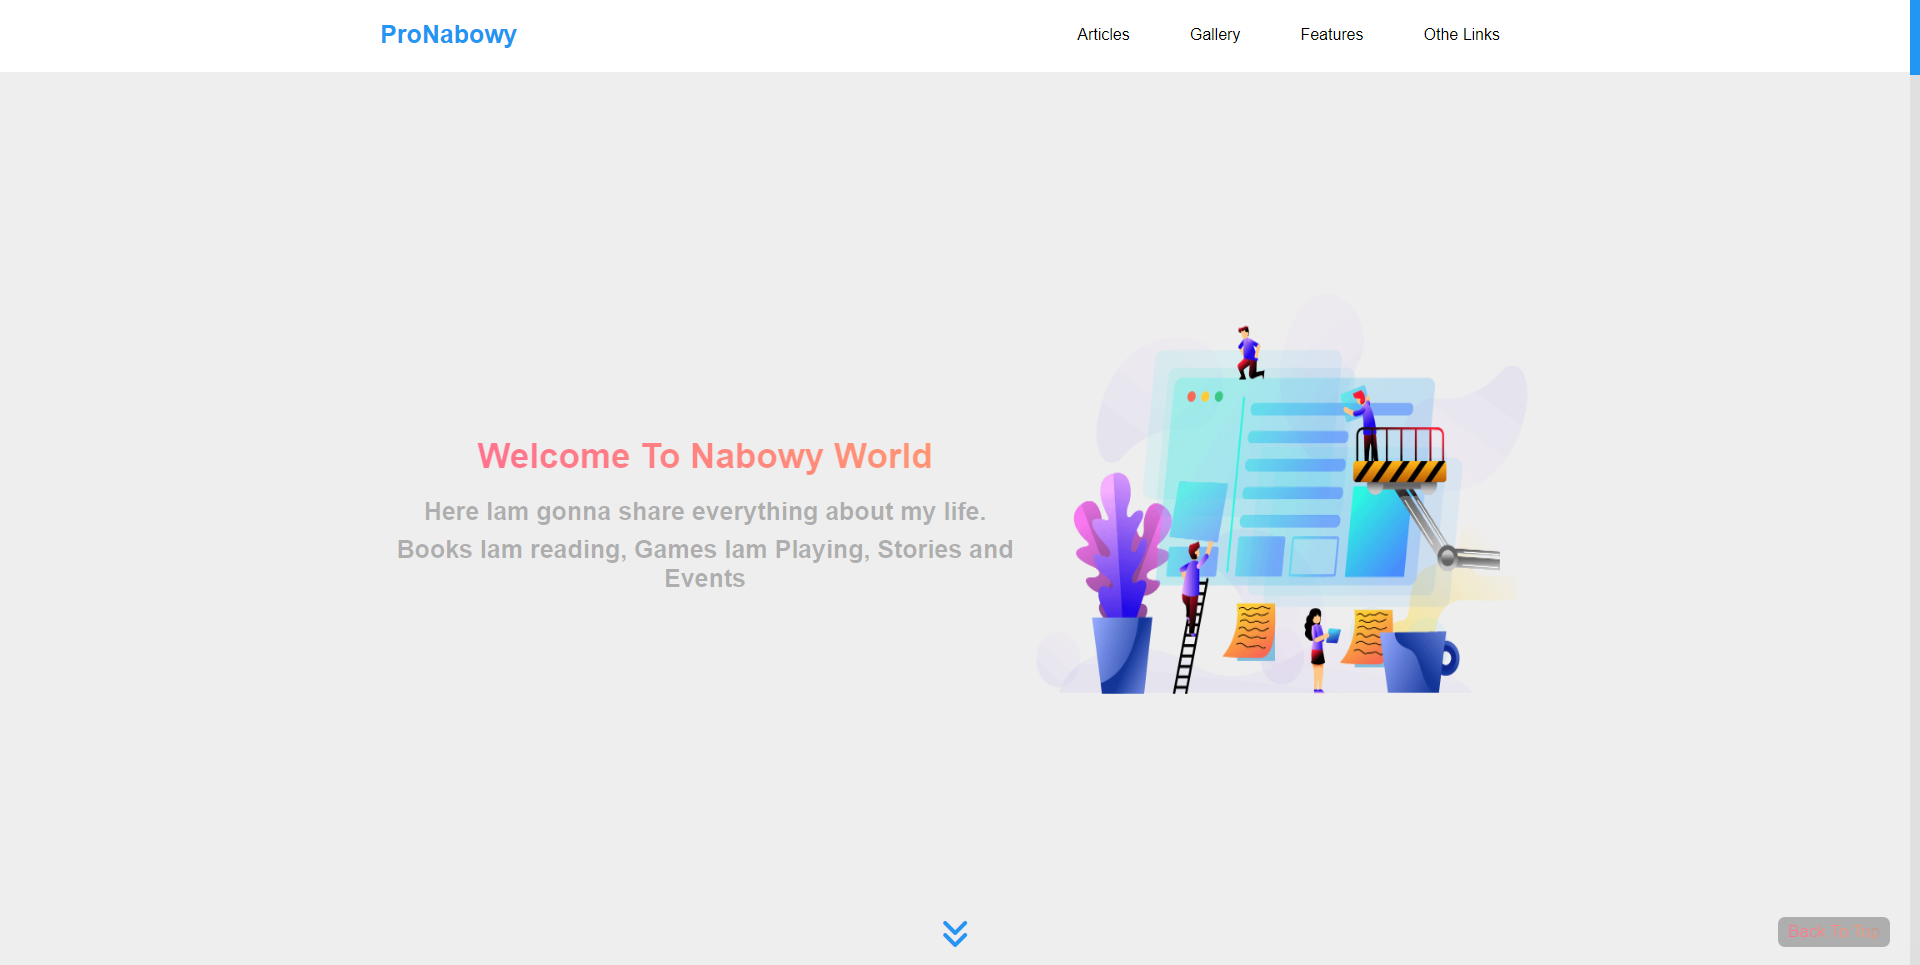 ProNabowy
Articles
Gallery
Features
Othe Links
Welcome To Nabowy World
Here Iam gonna share everything about my life.
Books Iam reading, Games Iam Playing, Stories and
Events
Back To Top